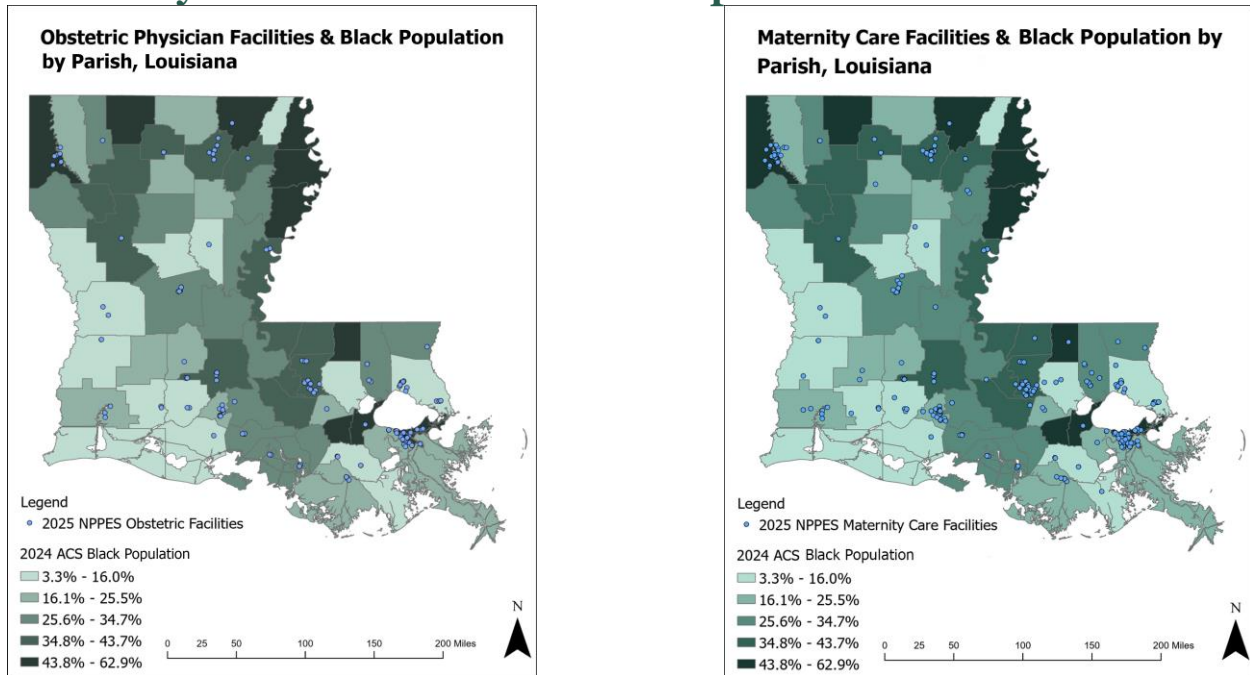 Obstetric Physician Facilities & Black Population
by Parish, Louisiana
Legend
2025 NPPES Obstetric Facilities
2024 ACS Black Population
3.3% - 16.0%
16.1% - 25.5%
25.6% - 34.7%
34.8% - 43.7%
43.8% - 62.9%
0 25 50 100 150 200 Miles
N
Maternity Care Facilities & Black Population by
Parish, Louisiana
Legend
2025 NPPES Maternity Care Facilities
2024 ACS Black Population
3.3% - 16.0%
16.1% - 25.5%
25.6% - 34.7%
34.8% - 43.7%
43.8% - 62.9%
0 25 50 100 150 200 Miles
N